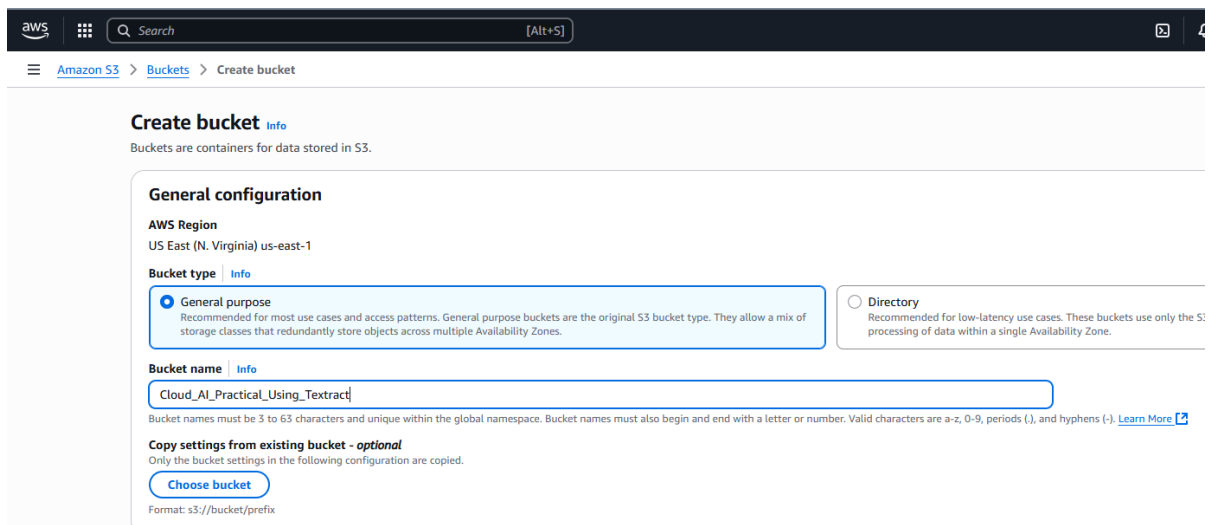 aws
Search [Alt+S]
Amazon S3 > Buckets > Create bucket
Create bucket Info
Buckets are containers for data stored in S3.
General configuration
AWS Region
US East (N. Virginia) us-east-1
Bucket type Info
General purpose
Recommended for most use cases and access patterns. General purpose buckets are the original S3 bucket type. They allow a mix of
storage classes that redundantly store objects across multiple Availability Zones.
Directory
Recommended for low-latency use cases. These buckets use only the S3
processing of data within a single Availability Zone.
Bucket name Info
Cloud_AI_Practical_Using_Textract
Bucket names must be 3 to 63 characters and unique within the global namespace. Bucket names must also begin and end with a letter or number. Valid characters are a-z, 0-9, periods (.), and hyphens (-). Learn More
Copy settings from existing bucket - optional
Only the bucket settings in the following configuration are copied.
Choose bucket
Format: s3://bucket/prefix